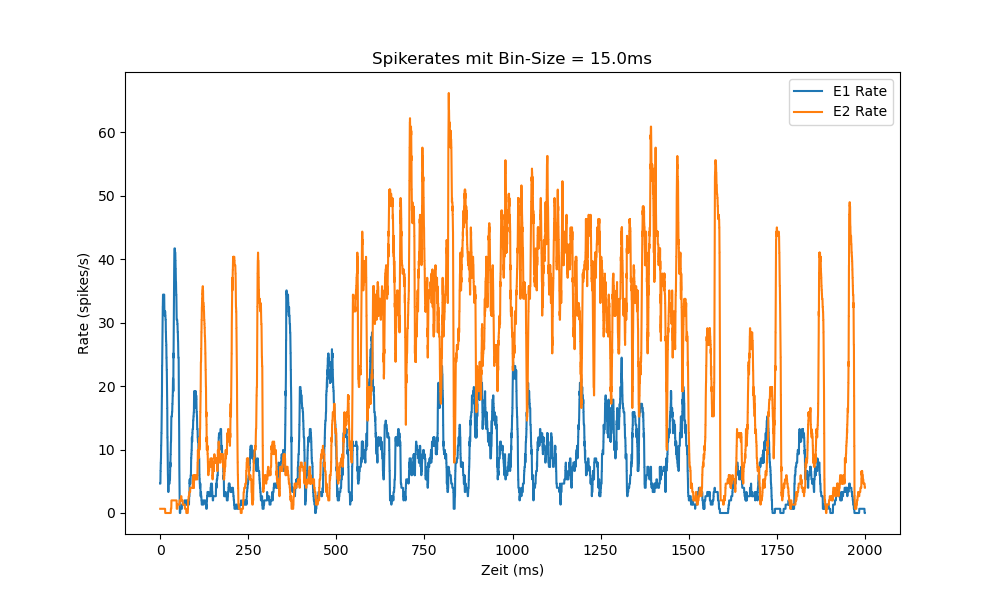 Spikerates mit Bin-Size = 15.0ms
E1 Rate
E2 Rate
Rate (spikes/s)
60
50
40
30
20
10
0
0 250 500 750 1000 1250 1500 1750 2000
Zeit (ms)